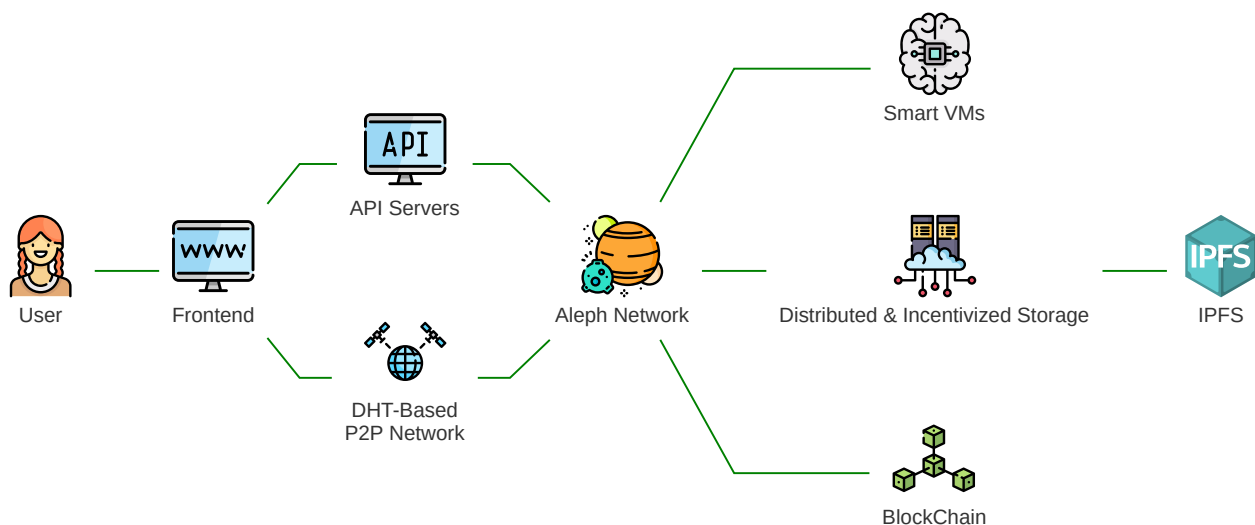 Smart VMs
API
API Servers
WWW
User
Frontend
DHT-Based
P2P Network
Aleph Network
Distributed & Incentivized Storage
IPFS
IPFS
BlockChain